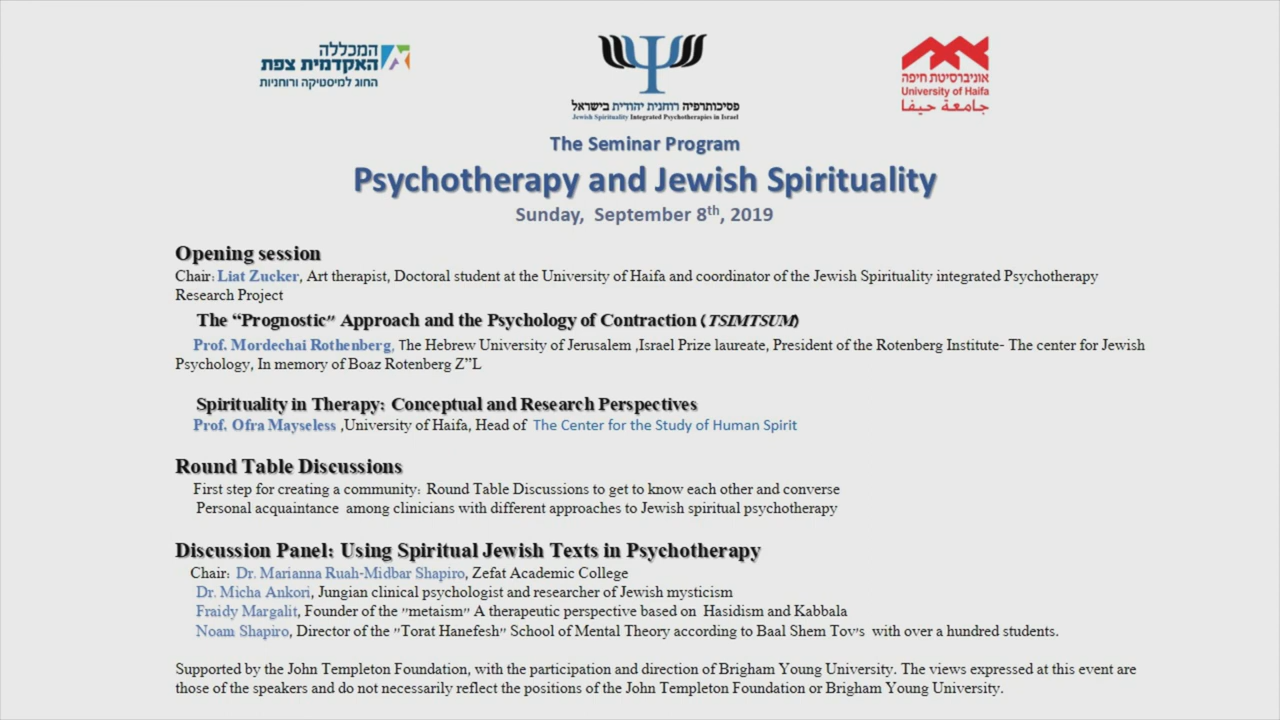 המכללה
האקדמית צפת
החוג למיסטיקה ורוחניות
פסיכותרפיה רוחנית יהודית בישראל
Jewish Spirituality Integrated Psychotherapies in Israel
אוניברסיטת חיפה
University of Haifa
جامعة حيفا
The Seminar Program
Psychotherapy and Jewish Spirituality
Sunday, September 8th, 2019
Opening session
Chair: Liat Zucker, Art therapist, Doctoral student at the University of Haifa and coordinator of the Jewish Spirituality integrated Psychotherapy
Research Project
The “Prognostic” Approach and the Psychology of Contraction (TSIMTSUM)
Prof. Mordechai Rothenberg, The Hebrew University of Jerusalem ,Israel Prize laureate, President of the Rotenberg Institute- The center for Jewish
Psychology, In memory of Boaz Rotenberg Z”L
Spirituality in Therapy: Conceptual and Research Perspectives
Prof. Ofra Mayseless ,University of Haifa, Head of The Center for the Study of Human Spirit
Round Table Discussions
First step for creating a community: Round Table Discussions to get to know each other and converse
Personal acquaintance among clinicians with different approaches to Jewish spiritual psychotherapy
Discussion Panel: Using Spiritual Jewish Texts in Psychotherapy
Chair: Dr. Marianna Ruah-Midbar Shapiro, Zefat Academic College
Dr. Micha Ankori, Jungian clinical psychologist and researcher of Jewish mysticism
Fraidy Margalit, Founder of the "metaism" A therapeutic perspective based on Hasidism and Kabbala
Noam Shapiro, Director of the "Torat Hanefesh" School of Mental Theory according to Baal Shem Tov's with over a hundred students.
Supported by the John Templeton Foundation, with the participation and direction of Brigham Young University. The views expressed at this event are
those of the speakers and do not necessarily reflect the positions of the John Templeton Foundation or Brigham Young University.